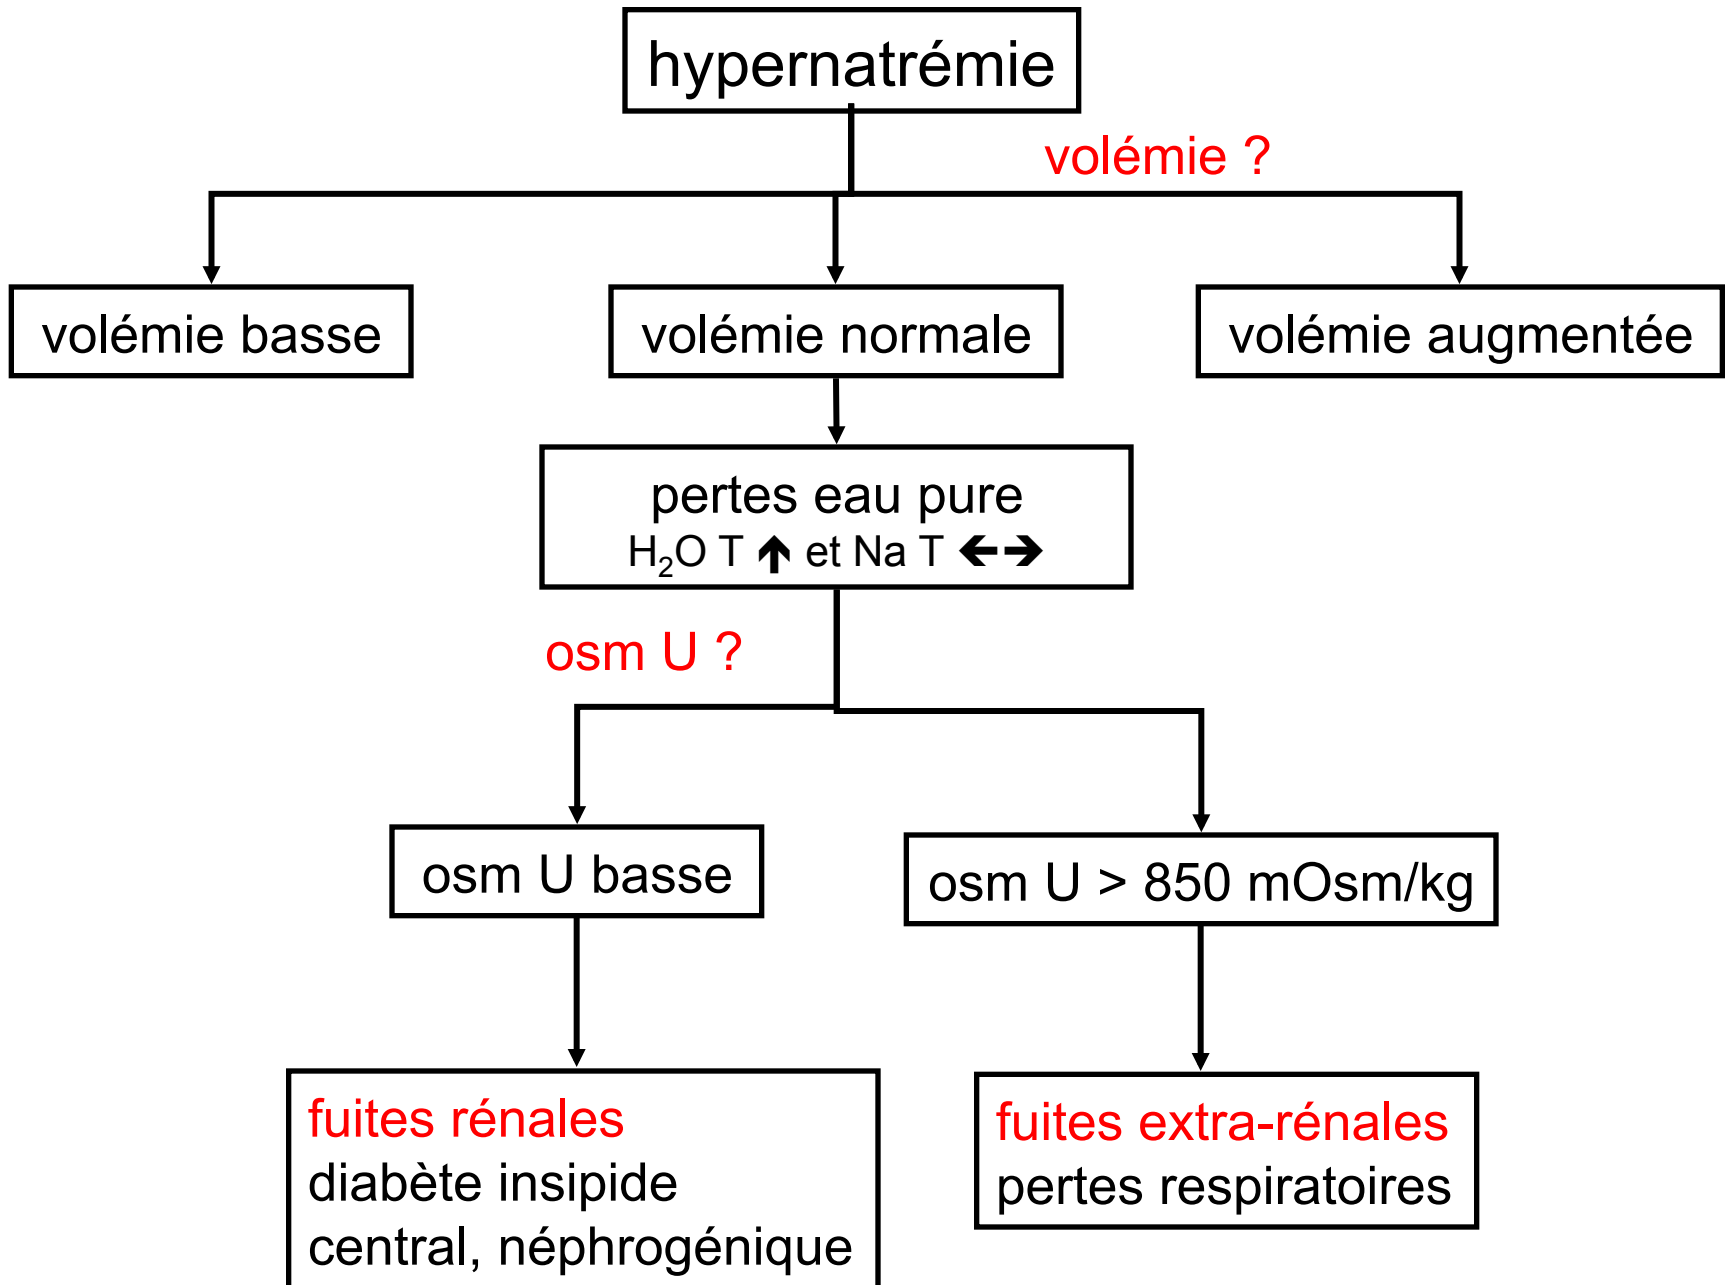 hypernatrémie
volémie ?
volémie basse
volémie normale
volémie augmentée
pertes eau pure
H₂O T 🡅 et Na T 🡄🡆
osm U ?
osm U basse
osm U > 850 mOsm/kg
fuites rénales
diabète insipide
central, néphrogénique
fuites extra-rénales
pertes respiratoires